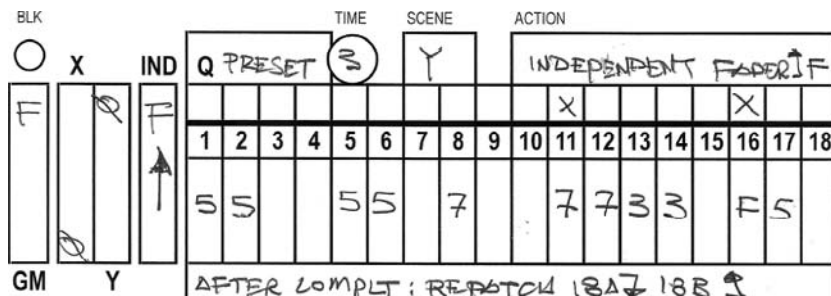 BLK TIME SCENE ACTION
X IND Q PRESET 3 Y INDEPENDENT FADER F
F Ø F X X
1 2 3 4 5 6 7 8 9 10 11 12 13 14 15 16 17 18
5 5 5 5 7 7 7 3 3 F 5
Ø
GM Y AFTER COMPLT: REPATCH 18A 18B